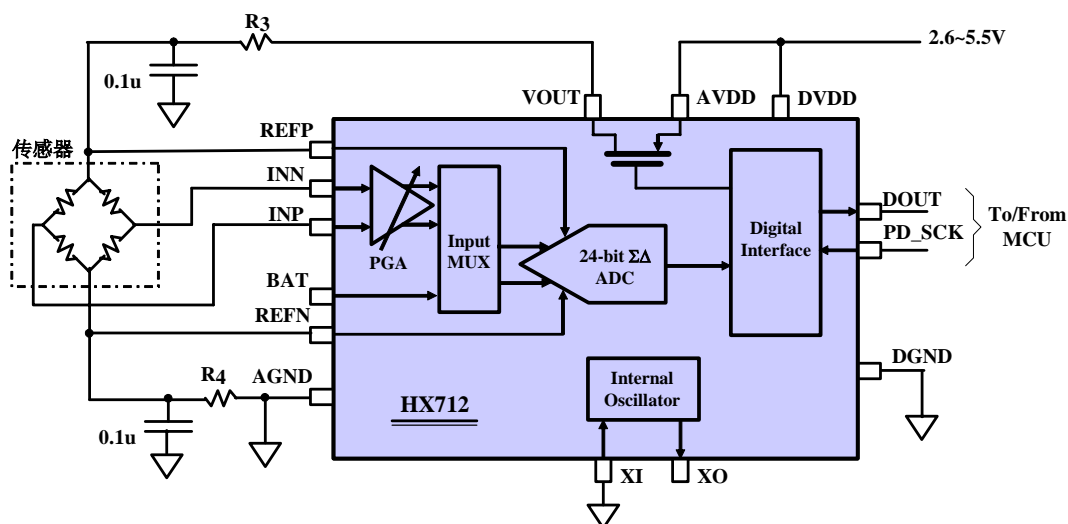 R3
2.6~5.5V
0.1u
VOUT
AVDD
DVDD
REFP
传感器
INN
INP
PGA
Input
MUX
24-bit ΣΔ
ADC
Digital
Interface
DOUT
PD_SCK
To/From
MCU
BAT
REFN
R4
AGND
0.1u
HX712
Internal
Oscillator
DGND
XI
XO